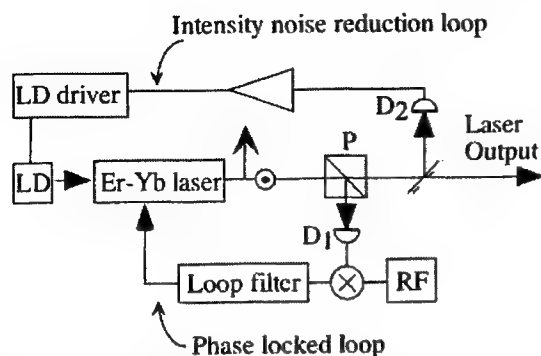 Intensity noise reduction loop
LD driver
D2
Laser
Output
P
LD
Er-Yb laser
D1
Loop filter
RF
Phase locked loop